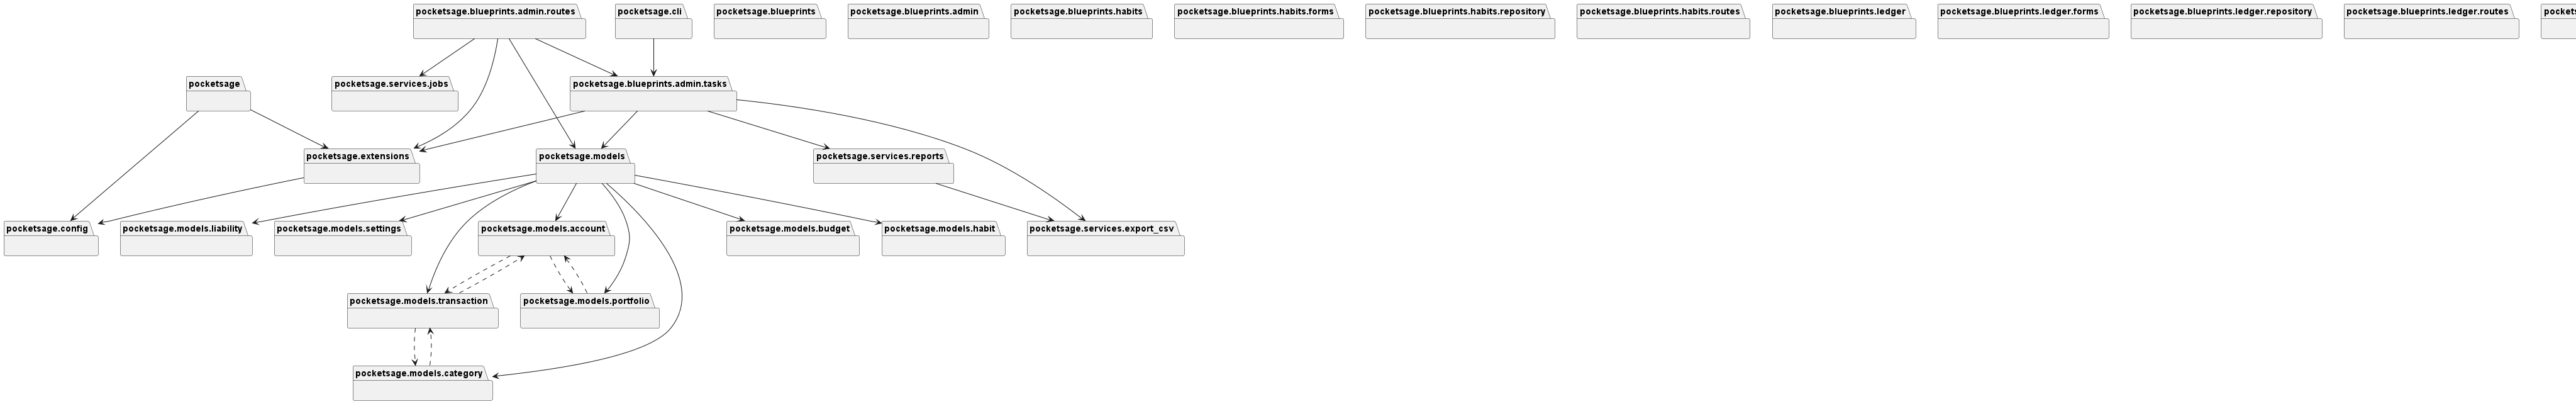 pocketsage.blueprints.admin.routes
pocketsage.cli
pocketsage.blueprints
pocketsage.blueprints.admin
pocketsage.blueprints.habits
pocketsage.blueprints.habits.forms
pocketsage.blueprints.habits.repository
pocketsage.blueprints.habits.routes
pocketsage.blueprints.ledger
pocketsage.blueprints.ledger.forms
pocketsage.blueprints.ledger.repository
pocketsage.blueprints.ledger.routes
pockets
pocketsage
pocketsage.services.jobs
pocketsage.blueprints.admin.tasks
pocketsage.extensions
pocketsage.models
pocketsage.services.reports
pocketsage.config
pocketsage.models.liability
pocketsage.models.settings
pocketsage.models.account
pocketsage.models.budget
pocketsage.models.habit
pocketsage.services.export_csv
pocketsage.models.transaction
pocketsage.models.portfolio
pocketsage.models.category